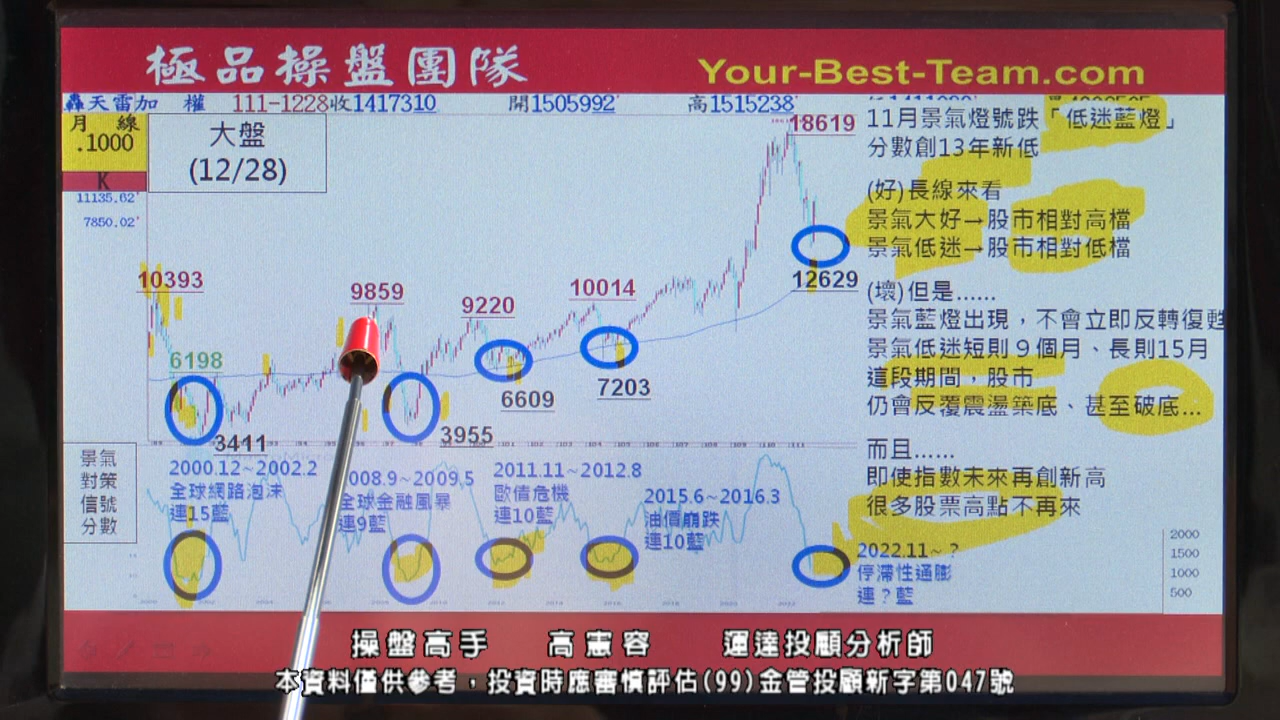 極品操盤團隊
Your-Best-Team.com
轟天雷加 權 111-1228收1417310 開1505992 高1515238
月線
.1000
K
11135.62
7850.02
大盤
(12/28)
18619
10393
9859
9220
10014
12629
6198
3411
3955
6609
7203
11月景氣燈號跌「低迷藍燈」
分數創13年新低
(好)長線來看
景氣大好→股市相對高檔
景氣低迷→股市相對低檔
(壞)但是......
景氣藍燈出現,不會立即反轉復甦
景氣低迷短則9個月、長則15月
這段期間,股市
仍會反覆震盪築底、甚至破底...
而且......
即使指數未來再創新高
很多股票高點不再來
景氣
對策
信號
分數
2000.12~2002.2
全球網路泡沫
連15藍
008.9~2009.5
全球金融風暴
連9藍
2011.11~2012.8
歐債危機
連10藍
2015.6~2016.3
油價崩跌
連10藍
2022.11~?
停滯性通膨
連?藍
2000
1500
1000
500
操盤高手 高憲容 運達投顧分析師
本資料僅供參考,投資時應審慎評估(99)金管投顧新字第047號